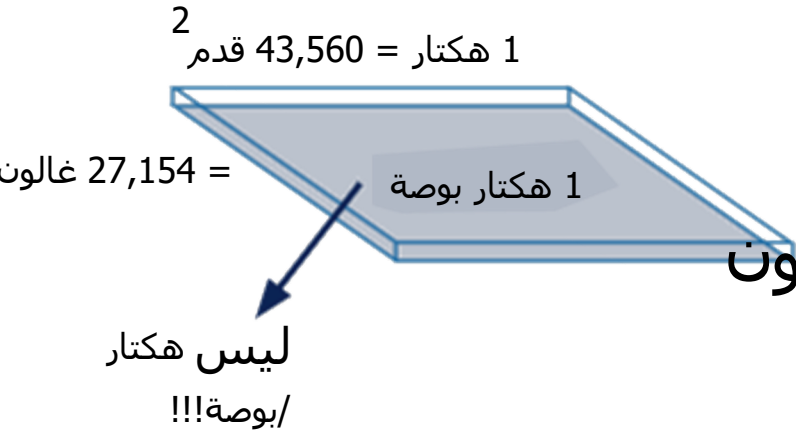 1 هكتار = 43,560 قدم2
= 27,154 غالون
1 هكتار بوصة
ون
ليس هكتار
/بوصة!!!